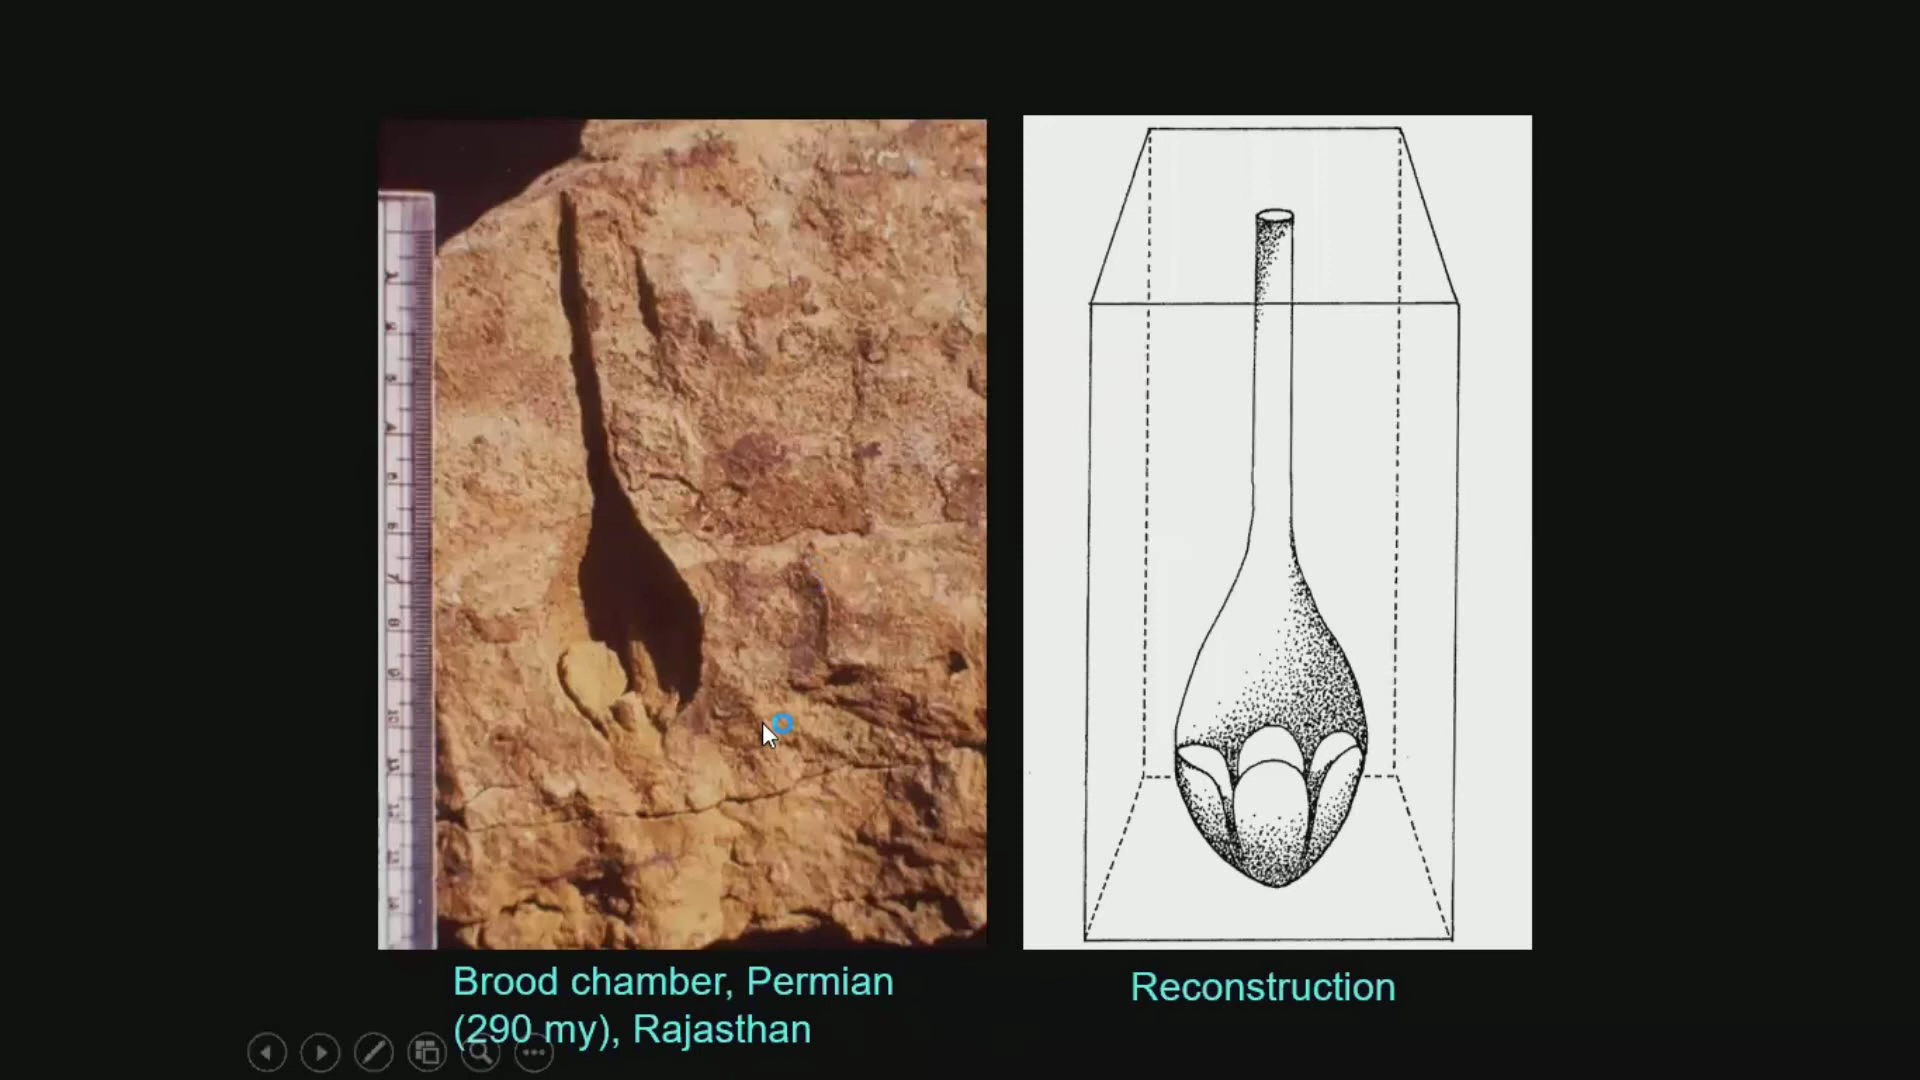 Brood chamber, Permian
(290 my), Rajasthan
Reconstruction